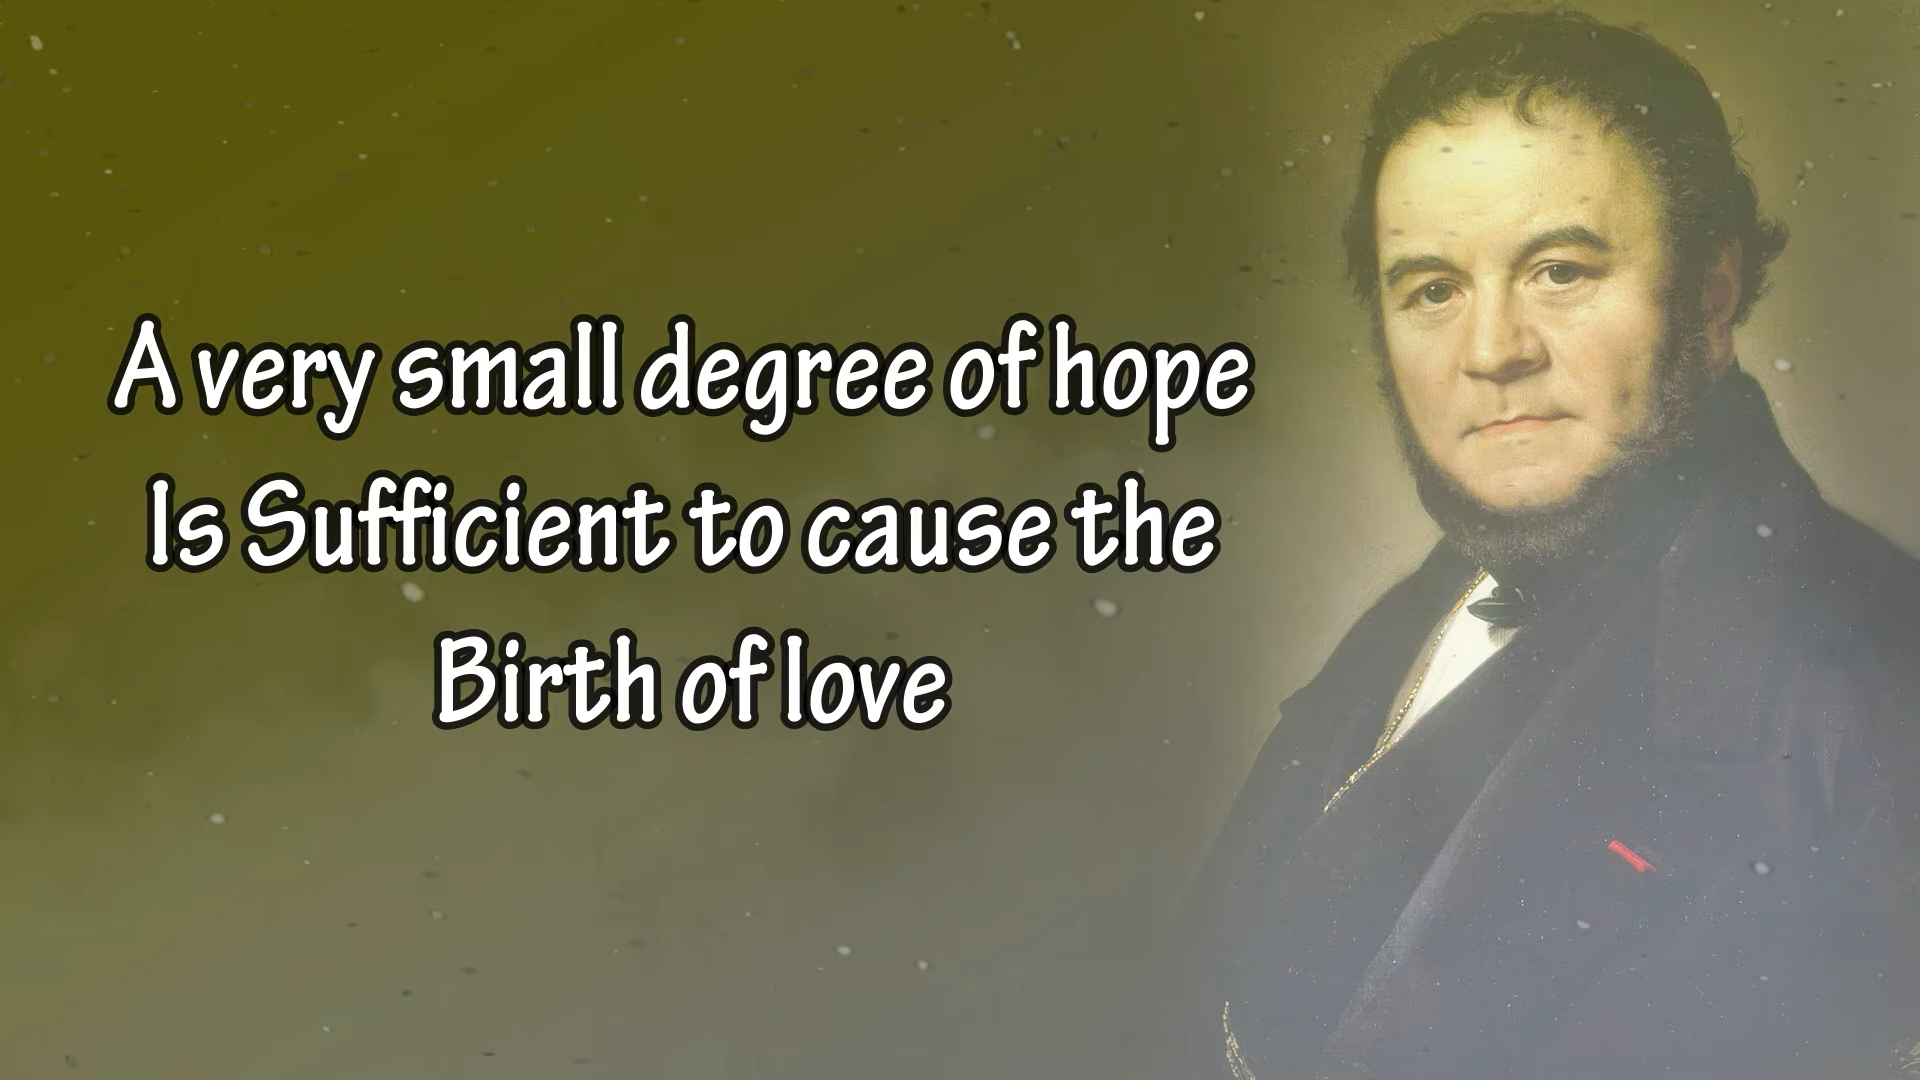 A very small degree of hope
Is Sufficient to cause the
Birth of love